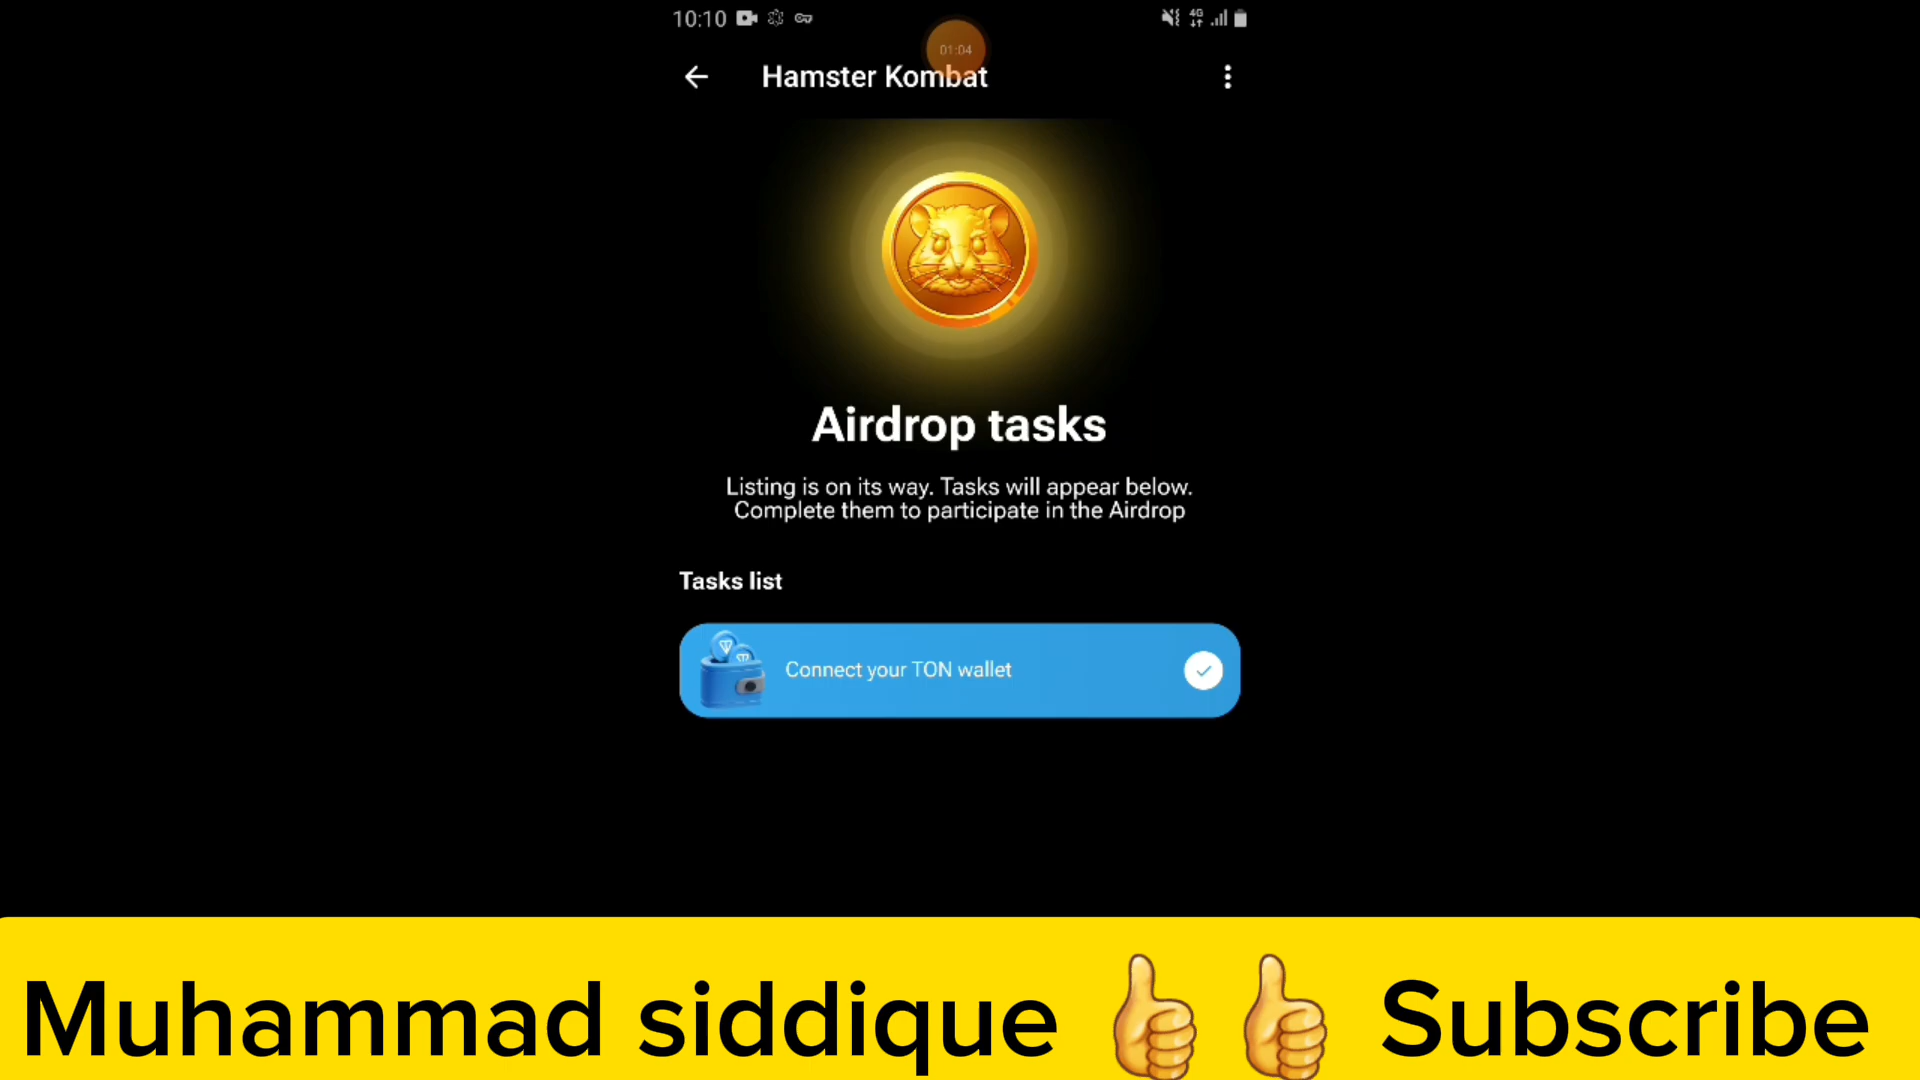 10:10
4G
01:04
Hamster Kombat
Airdrop tasks
Listing is on its way. Tasks will appear below.
Complete them to participate in the Airdrop
Tasks list
Connect your TON wallet
Muhammad siddique 👍👍 Subscribe